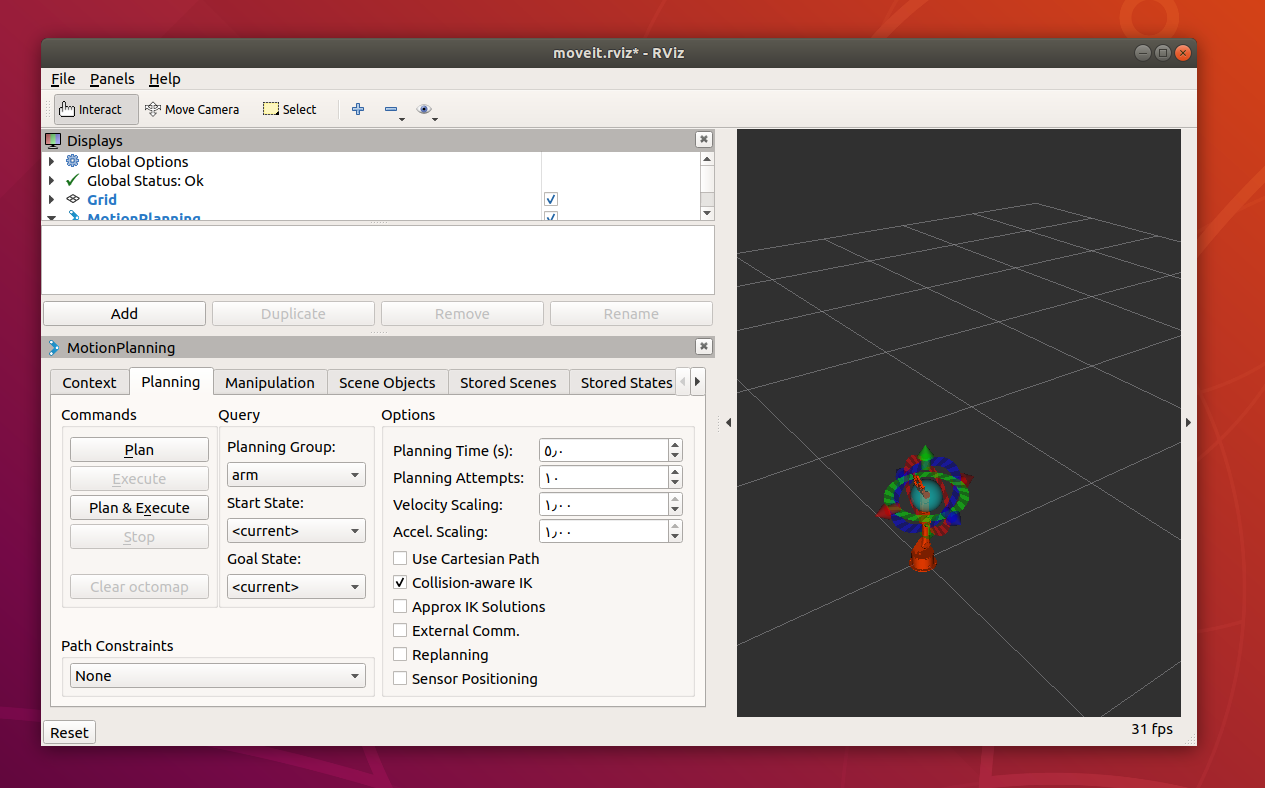 moveit.rviz* - RViz
File Panels Help
Interact Move Camera Select
Displays
Global Options
Global Status: Ok
Grid
MotionPlanning
Add Duplicate Remove Rename
MotionPlanning
Context Planning Manipulation Scene Objects Stored Scenes Stored States
Commands
Plan
Execute
Plan & Execute
Stop
Clear octomap
Query
Planning Group:
arm
Start State:
<current>
Goal State:
<current>
Path Constraints
None
Options
Planning Time (s): ٥٫٠
Planning Attempts: ١٠
Velocity Scaling: ١٫٠٠
Accel. Scaling: ١٫٠٠
Use Cartesian Path
Collision-aware IK
Approx IK Solutions
External Comm.
Replanning
Sensor Positioning
Reset
31 fps